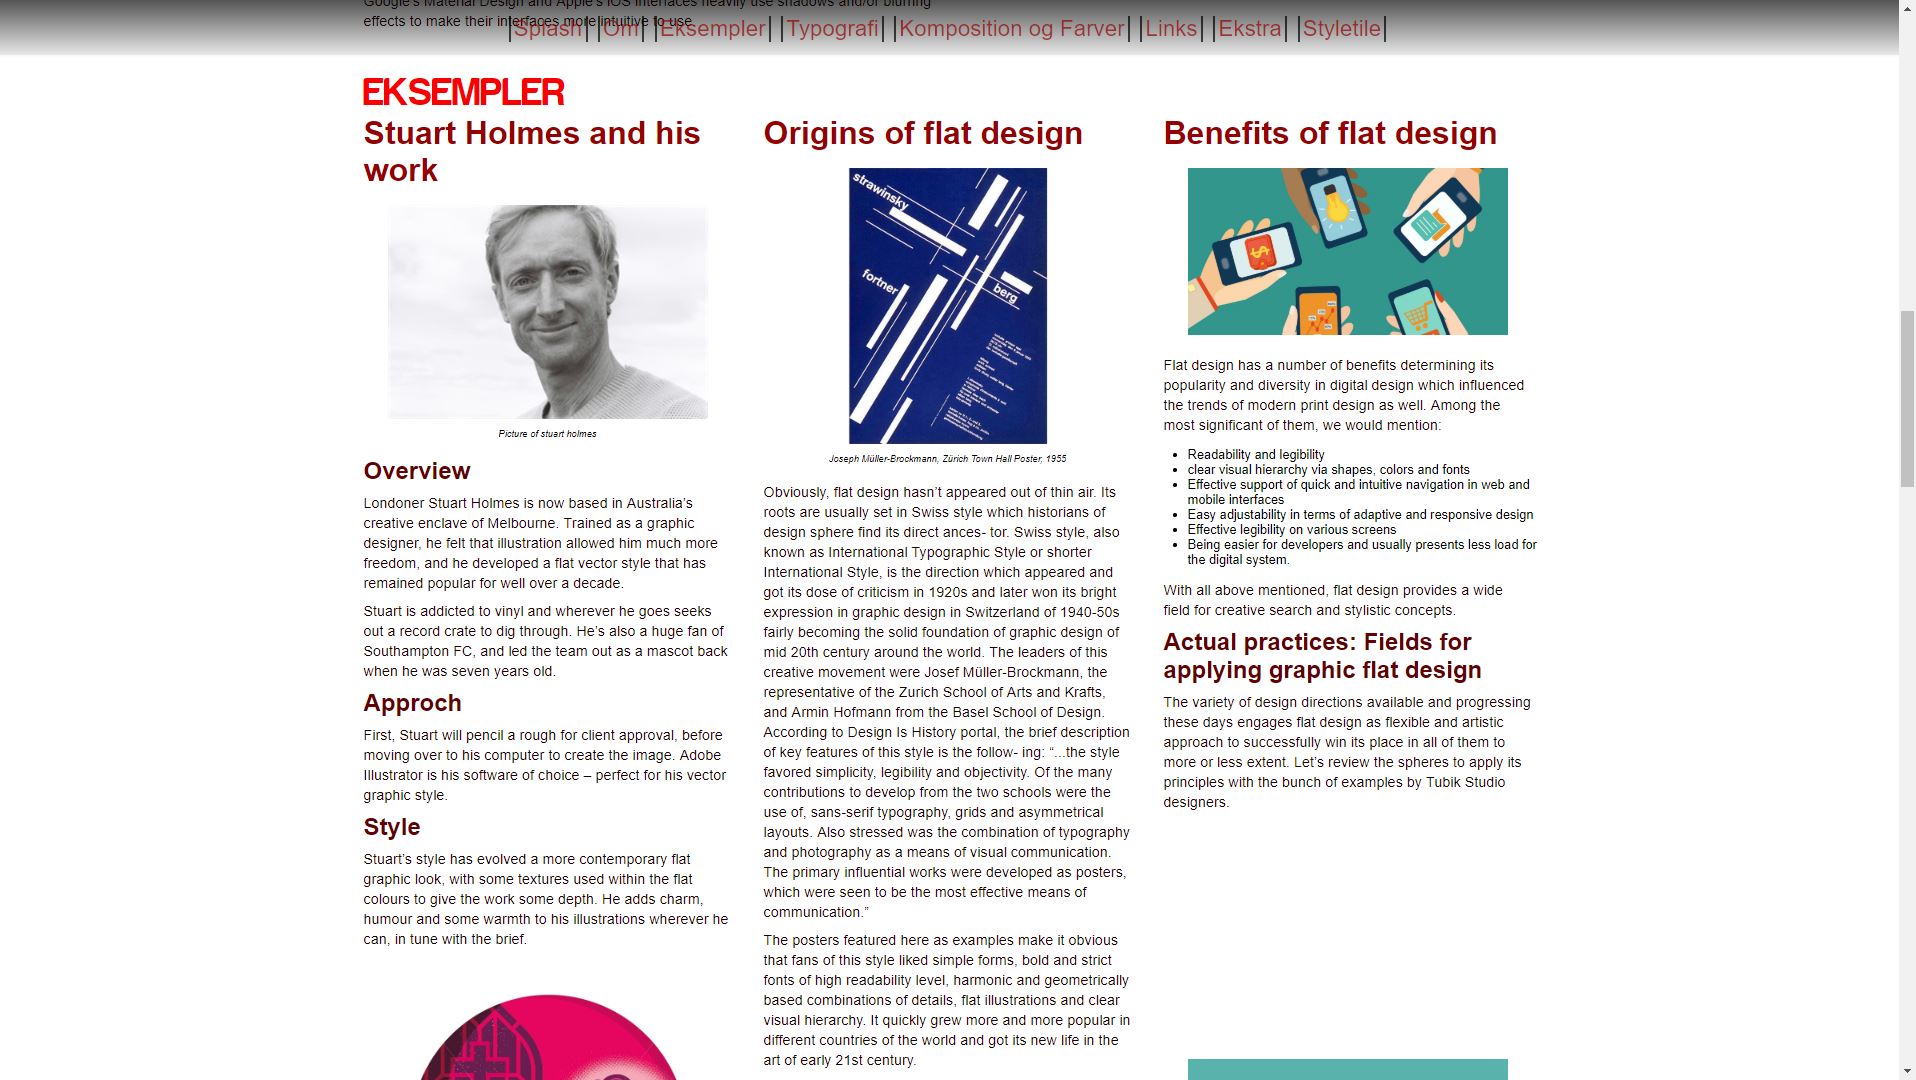 Google's Material Design and Apple's iOS interfaces heavily use shadows and/or blurring
effects to make their interfaces more intuitive to use.
|Splash| |Om| |Eksempler| |Typografi| |Komposition og Farver| |Links| |Ekstra| |Styletile|
EKSEMPLER
Stuart Holmes and his
work
Picture of stuart holmes
Overview
Londoner Stuart Holmes is now based in Australia’s
creative enclave of Melbourne. Trained as a graphic
designer, he felt that illustration allowed him much more
freedom, and he developed a flat vector style that has
remained popular for well over a decade.
Stuart is addicted to vinyl and wherever he goes seeks
out a record crate to dig through. He’s also a huge fan of
Southampton FC, and led the team out as a mascot back
when he was seven years old.
Approch
First, Stuart will pencil a rough for client approval, before
moving over to his computer to create the image. Adobe
Illustrator is his software of choice – perfect for his vector
graphic style.
Style
Stuart’s style has evolved a more contemporary flat
graphic look, with some textures used within the flat
colours to give the work some depth. He adds charm,
humour and some warmth to his illustrations wherever he
can, in tune with the brief.
Origins of flat design
strawinsky
fortner
berg
Joseph Müller-Brockmann, Zürich Town Hall Poster, 1955
Obviously, flat design hasn’t appeared out of thin air. Its
roots are usually set in Swiss style which historians of
design sphere find its direct ances- tor. Swiss style, also
known as International Typographic Style or shorter
International Style, is the direction which appeared and
got its dose of criticism in 1920s and later won its bright
expression in graphic design in Switzerland of 1940-50s
fairly becoming the solid foundation of graphic design of
mid 20th century around the world. The leaders of this
creative movement were Josef Müller-Brockmann, the
representative of the Zurich School of Arts and Krafts,
and Armin Hofmann from the Basel School of Design.
According to Design Is History portal, the brief description
of key features of this style is the follow- ing: “...the style
favored simplicity, legibility and objectivity. Of the many
contributions to develop from the two schools were the
use of, sans-serif typography, grids and asymmetrical
layouts. Also stressed was the combination of typography
and photography as a means of visual communication.
The primary influential works were developed as posters,
which were seen to be the most effective means of
communication.”
The posters featured here as examples make it obvious
that fans of this style liked simple forms, bold and strict
fonts of high readability level, harmonic and geometrically
based combinations of details, flat illustrations and clear
visual hierarchy. It quickly grew more and more popular in
different countries of the world and got its new life in the
art of early 21st century.
Benefits of flat design
Flat design has a number of benefits determining its
popularity and diversity in digital design which influenced
the trends of modern print design as well. Among the
most significant of them, we would mention:
• Readability and legibility
• clear visual hierarchy via shapes, colors and fonts
• Effective support of quick and intuitive navigation in web and
mobile interfaces
• Easy adjustability in terms of adaptive and responsive design
• Effective legibility on various screens
• Being easier for developers and usually presents less load for
the digital system.
With all above mentioned, flat design provides a wide
field for creative search and stylistic concepts.
Actual practices: Fields for
applying graphic flat design
The variety of design directions available and progressing
these days engages flat design as flexible and artistic
approach to successfully win its place in all of them to
more or less extent. Let’s review the spheres to apply its
principles with the bunch of examples by Tubik Studio
designers.